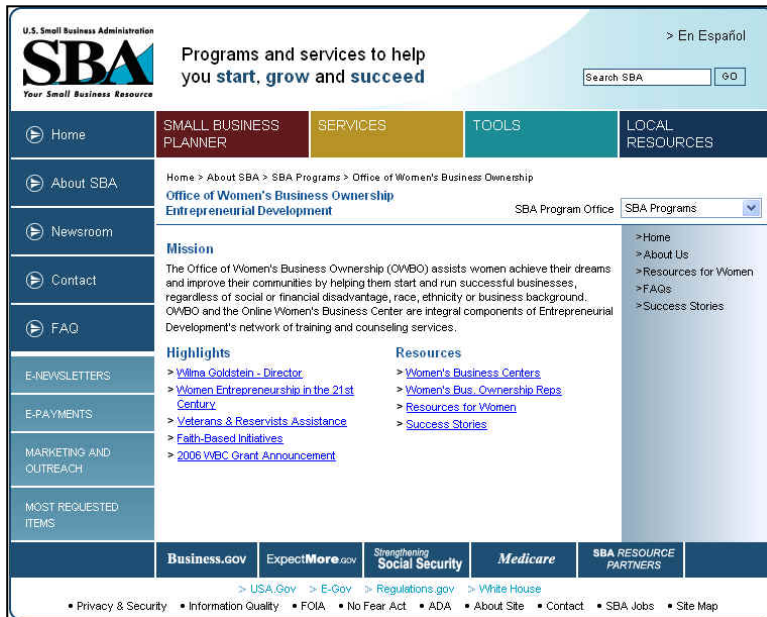 U.S. Small Business Administration
SBA
Your Small Business Resource
Programs and services to help
you start, grow and succeed
> En Español
Search SBA
GO
Home
About SBA
Newsroom
Contact
FAQ
E-NEWSLETTERS
E-PAYMENTS
MARKETING AND
OUTREACH
MOST REQUESTED
ITEMS
SMALL BUSINESS
PLANNER
SERVICES
TOOLS
LOCAL
RESOURCES
Home > About SBA > SBA Programs > Office of Women's Business Ownership
Office of Women's Business Ownership
Entrepreneurial Development
SBA Program Office
SBA Programs
Mission
The Office of Women's Business Ownership (OWBO) assists women achieve their dreams
and improve their communities by helping them start and run successful businesses,
regardless of social or financial disadvantage, race, ethnicity or business background.
OWBO and the Online Women's Business Center are integral components of Entrepreneurial
Development's network of training and counseling services.
Highlights
> Wilma Goldstein - Director
> Women Entrepreneurship in the 21st
Century
> Veterans & Reservists Assistance
> Faith-Based Initiatives
> 2006 WBC Grant Announcement
Resources
> Women's Business Centers
> Women's Bus. Ownership Reps
> Resources for Women
> Success Stories
>Home
>About Us
>Resources for Women
>FAQs
>Success Stories
Business.gov
ExpectMore.gov
Strengthening
Social Security
Medicare
SBA RESOURCE
PARTNERS
> USA.Gov > E-Gov > Regulations.gov > White House
• Privacy & Security • Information Quality • FOIA • No Fear Act • ADA • About Site • Contact • SBA Jobs • Site Map